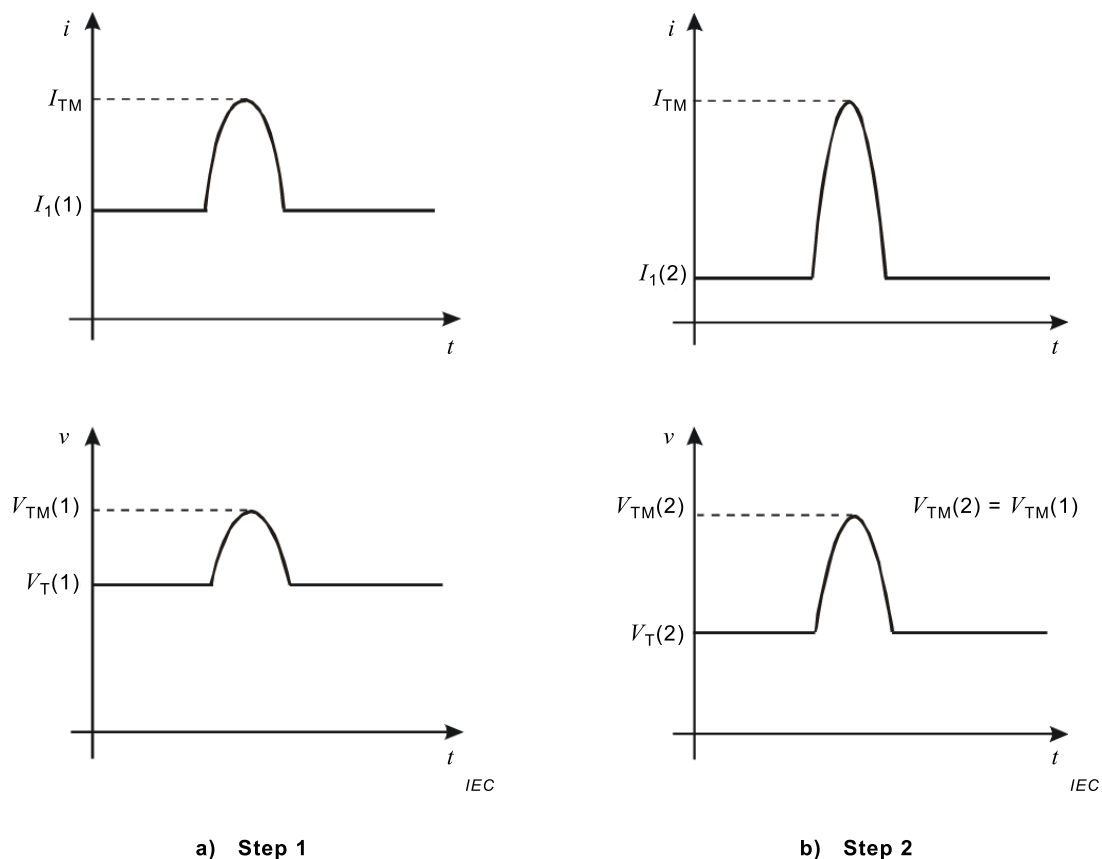 i
I_TM
I_1(1)
t
i
I_TM
I_1(2)
t
v
V_TM(1)
V_T(1)
t
IEC
v
V_TM(2)
V_TM(2) = V_TM(1)
V_T(2)
t
IEC
a) Step 1
b) Step 2